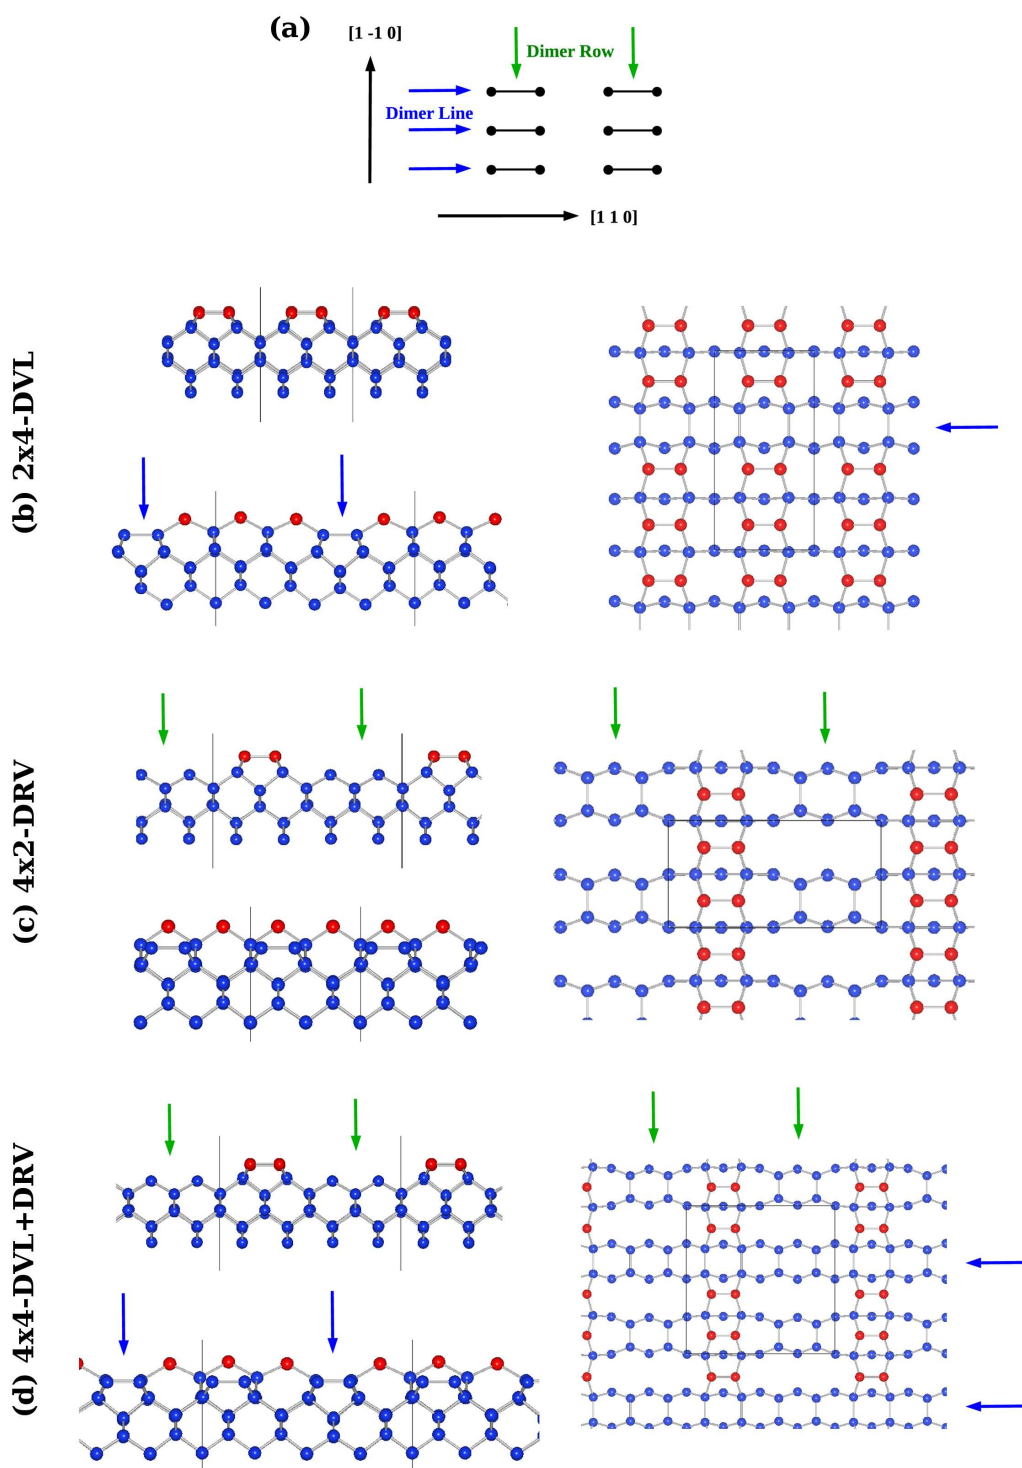 (a)
[1 -1 0]
Dimer Row
Dimer Line
[1 1 0]
(b) 2x4-DVL
(c) 4x2-DRV
(d) 4x4-DVL+DRV